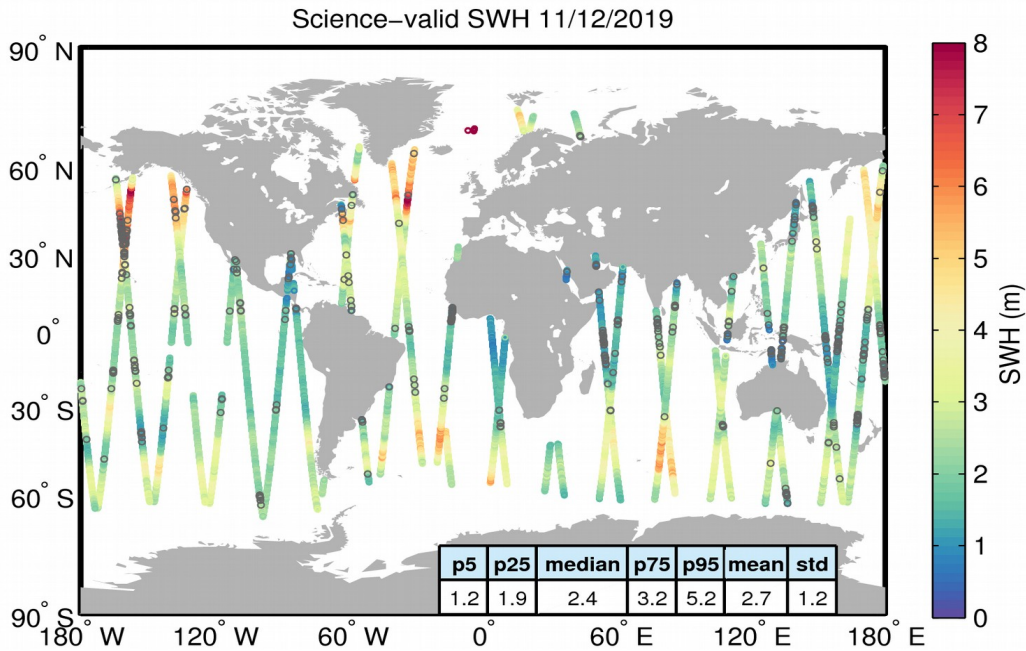 Science−valid SWH 11/12/2019
90° N
60° N
30° N
0°
30° S
60° S
90° S
180° W
120° W
60° W
0°
60° E
120° E
180° E
p5 p25 median p75 p95 mean std
1.2 1.9 2.4 3.2 5.2 2.7 1.2
8
7
6
5
4
3
2
1
0
SWH (m)